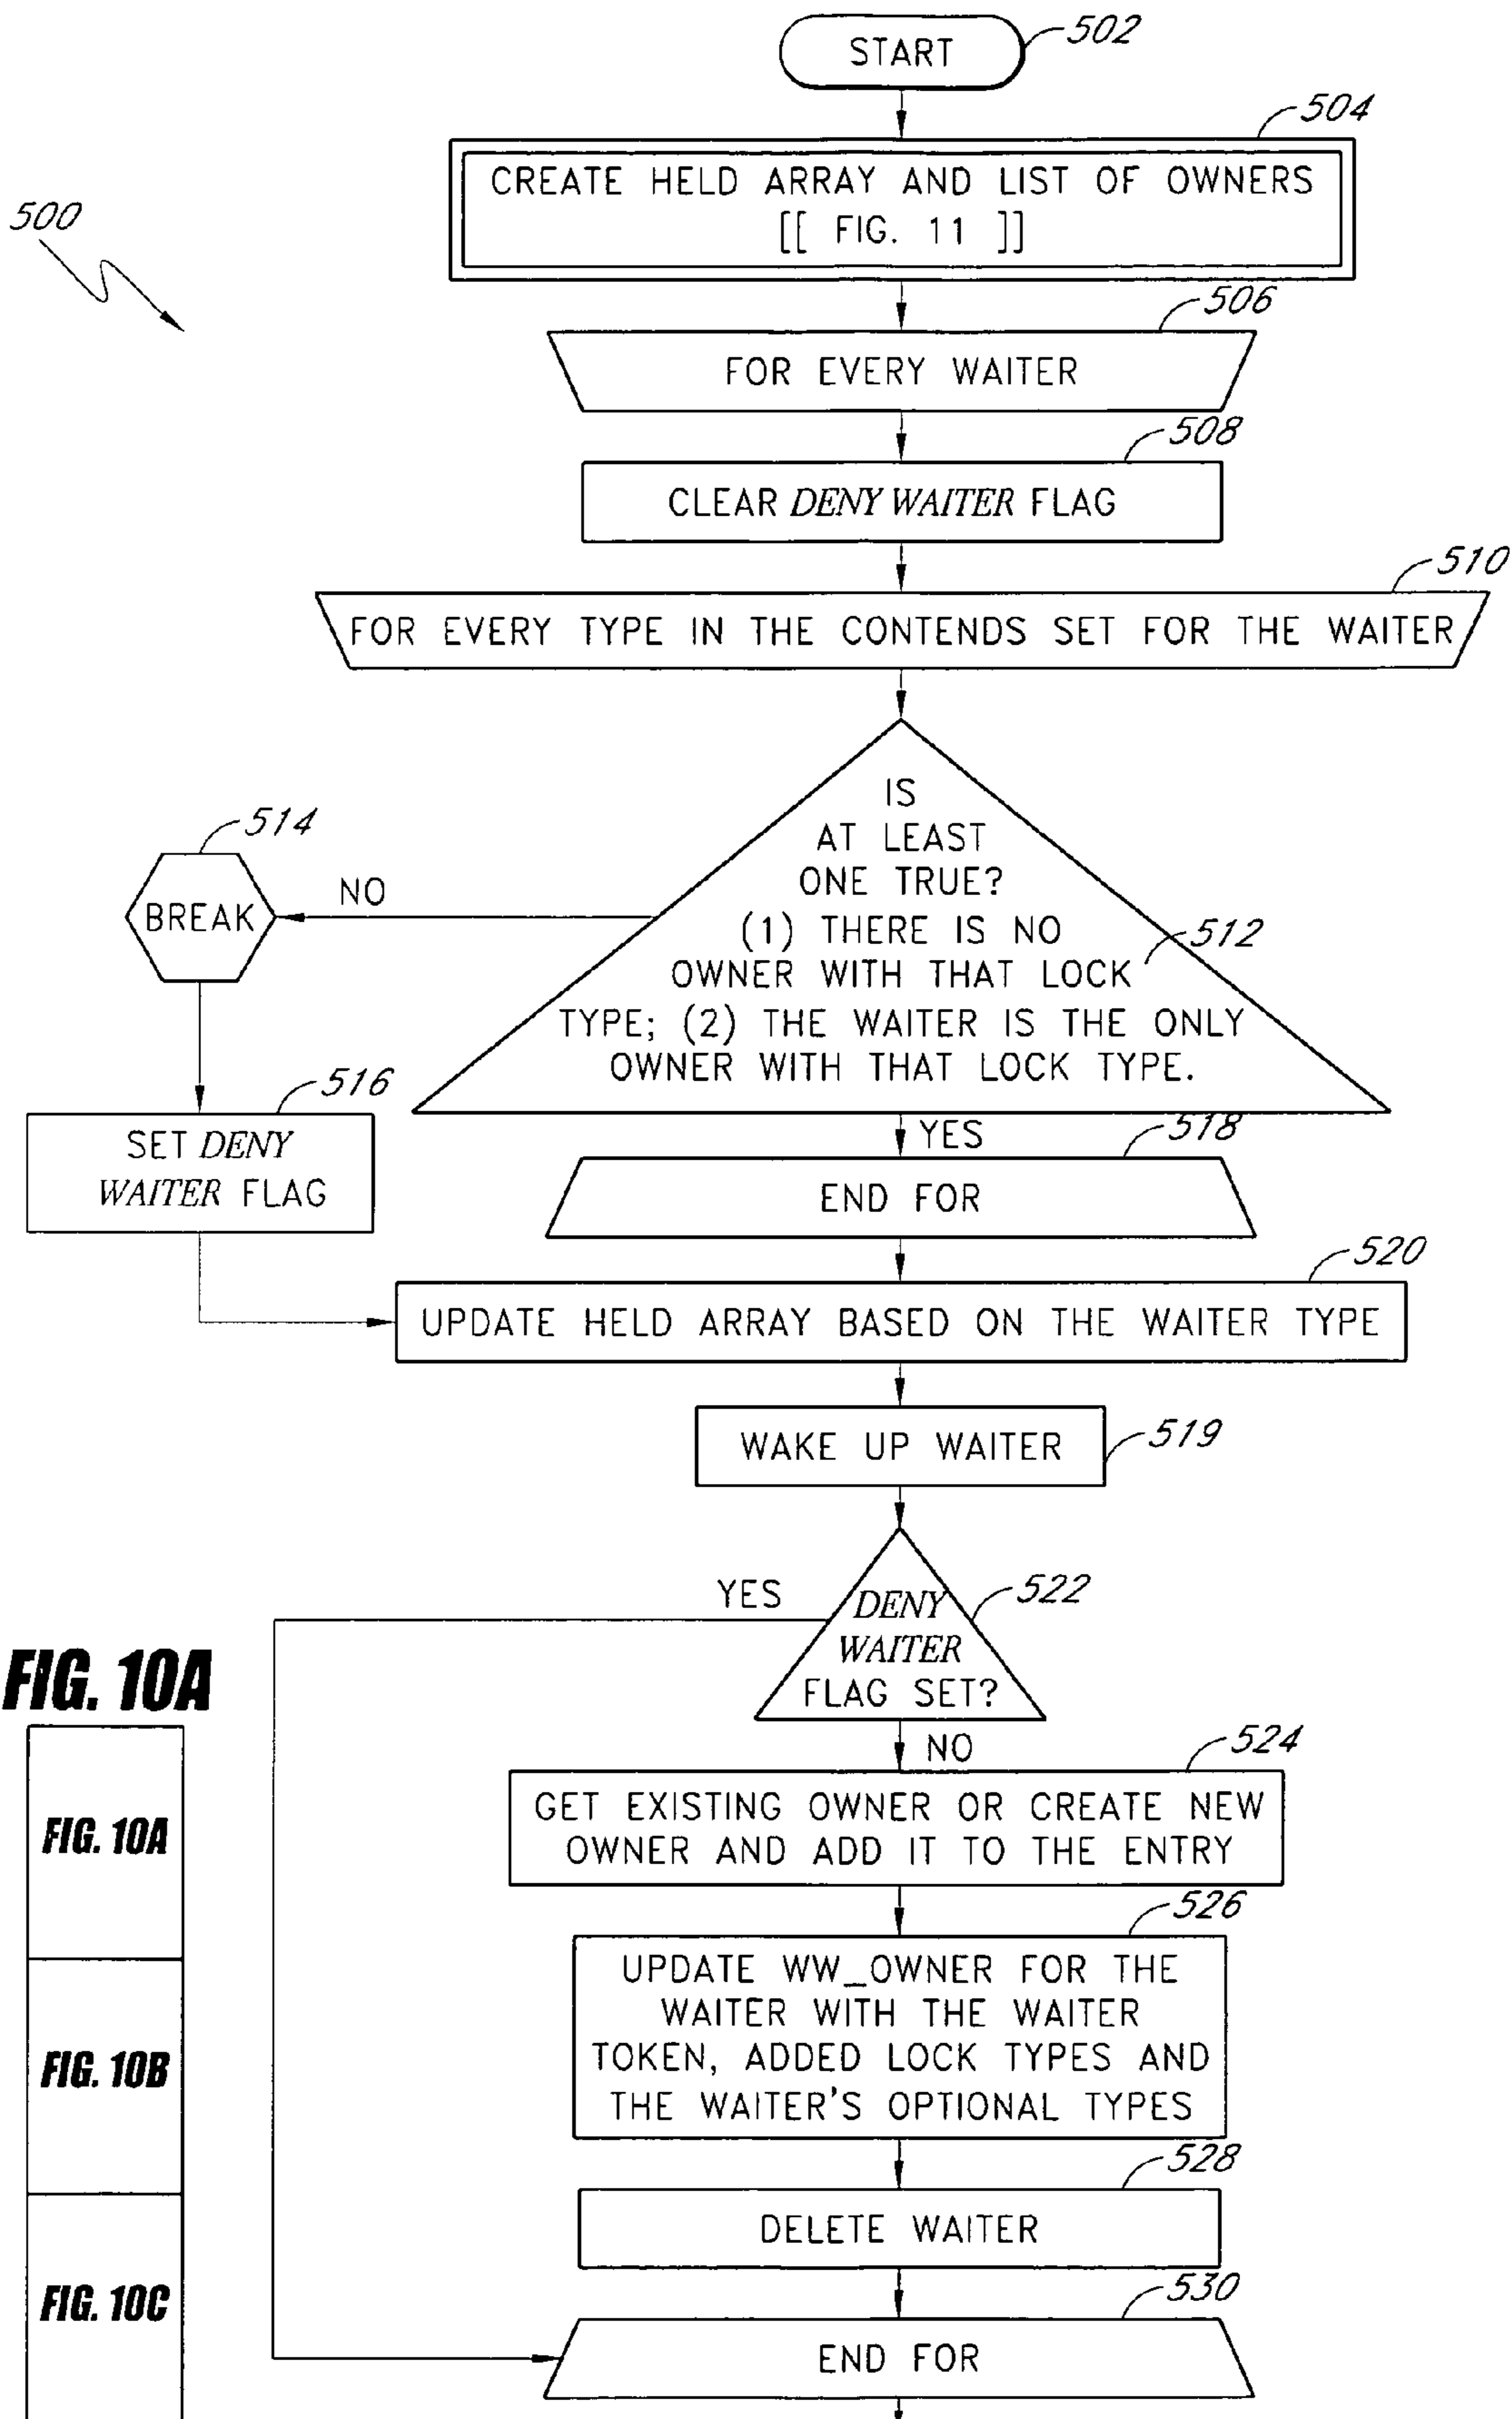 START
502
504
CREATE HELD ARRAY AND LIST OF OWNERS
[[ FIG. 11 ]]
500
506
FOR EVERY WAITER
508
CLEAR DENY WAITER FLAG
510
FOR EVERY TYPE IN THE CONTENDS SET FOR THE WAITER
IS
AT LEAST
ONE TRUE?
(1) THERE IS NO
OWNER WITH THAT LOCK
TYPE; (2) THE WAITER IS THE ONLY
OWNER WITH THAT LOCK TYPE.
512
NO
514
BREAK
516
SET DENY
WAITER FLAG
YES
518
END FOR
520
UPDATE HELD ARRAY BASED ON THE WAITER TYPE
WAKE UP WAITER
519
YES
DENY
WAITER
FLAG SET?
522
NO
524
GET EXISTING OWNER OR CREATE NEW
OWNER AND ADD IT TO THE ENTRY
526
UPDATE WW_OWNER FOR THE
WAITER WITH THE WAITER
TOKEN, ADDED LOCK TYPES AND
THE WAITER'S OPTIONAL TYPES
528
DELETE WAITER
530
END FOR
FIG. 10A
FIG. 10A
FIG. 10B
FIG. 10C